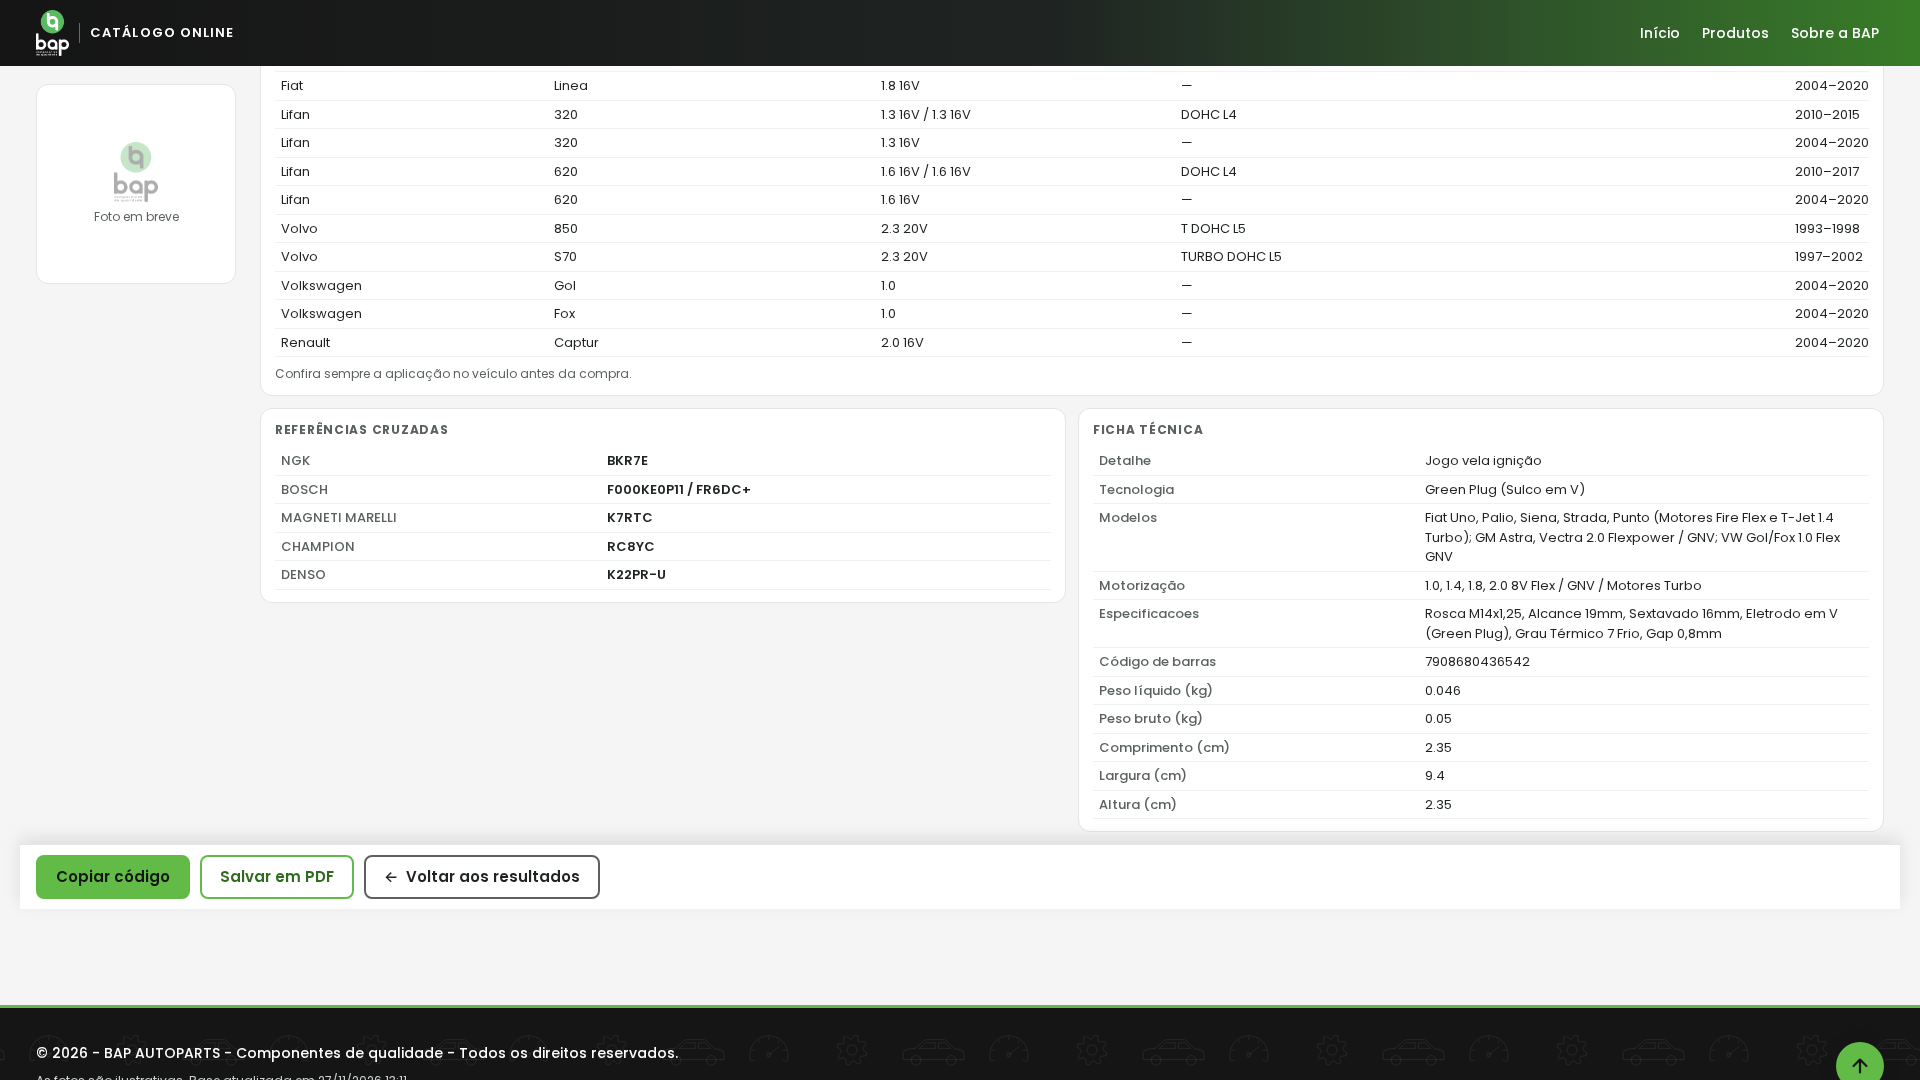 bap
CATÁLOGO ONLINE
Início
Produtos
Sobre a BAP
Fiat Linea 1.8 16V — 2004–2020
Lifan 320 1.3 16V / 1.3 16V DOHC L4 2010–2015
Lifan 320 1.3 16V — 2004–2020
Lifan 620 1.6 16V / 1.6 16V DOHC L4 2010–2017
Lifan 620 1.6 16V — 2004–2020
Volvo 850 2.3 20V T DOHC L5 1993–1998
Volvo S70 2.3 20V TURBO DOHC L5 1997–2002
Volkswagen Gol 1.0 — 2004–2020
Volkswagen Fox 1.0 — 2004–2020
Renault Captur 2.0 16V — 2004–2020
Confira sempre a aplicação no veículo antes da compra.
bap
Foto em breve
REFERÊNCIAS CRUZADAS
NGK BKR7E
BOSCH F000KE0P11 / FR6DC+
MAGNETI MARELLI K7RTC
CHAMPION RC8YC
DENSO K22PR-U
FICHA TÉCNICA
Detalhe Jogo vela ignição
Tecnologia Green Plug (Sulco em V)
Modelos Fiat Uno, Palio, Siena, Strada, Punto (Motores Fire Flex e T-Jet 1.4
Turbo); GM Astra, Vectra 2.0 Flexpower / GNV; VW Gol/Fox 1.0 Flex
GNV
Motorização 1.0, 1.4, 1.8, 2.0 8V Flex / GNV / Motores Turbo
Especificacoes Rosca M14x1,25, Alcance 19mm, Sextavado 16mm, Eletrodo em V
(Green Plug), Grau Térmico 7 Frio, Gap 0,8mm
Código de barras 7908680436542
Peso líquido (kg) 0.046
Peso bruto (kg) 0.05
Comprimento (cm) 2.35
Largura (cm) 9.4
Altura (cm) 2.35
Copiar código
Salvar em PDF
← Voltar aos resultados
© 2026 - BAP AUTOPARTS - Componentes de qualidade - Todos os direitos reservados.
As fotos são ilustrativas. Base atualizada em 27/11/2026 13:11